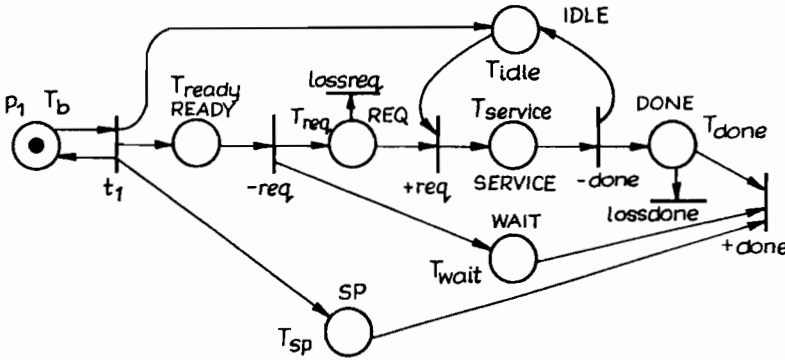 IDLE
Tidle
P1 Tb
t1
Tready
READY
-req
lossreq
Treq
REQ
+req
Tservice
SERVICE
-done
DONE
Tdone
lossdone
+done
WAIT
Twait
SP
Tsp